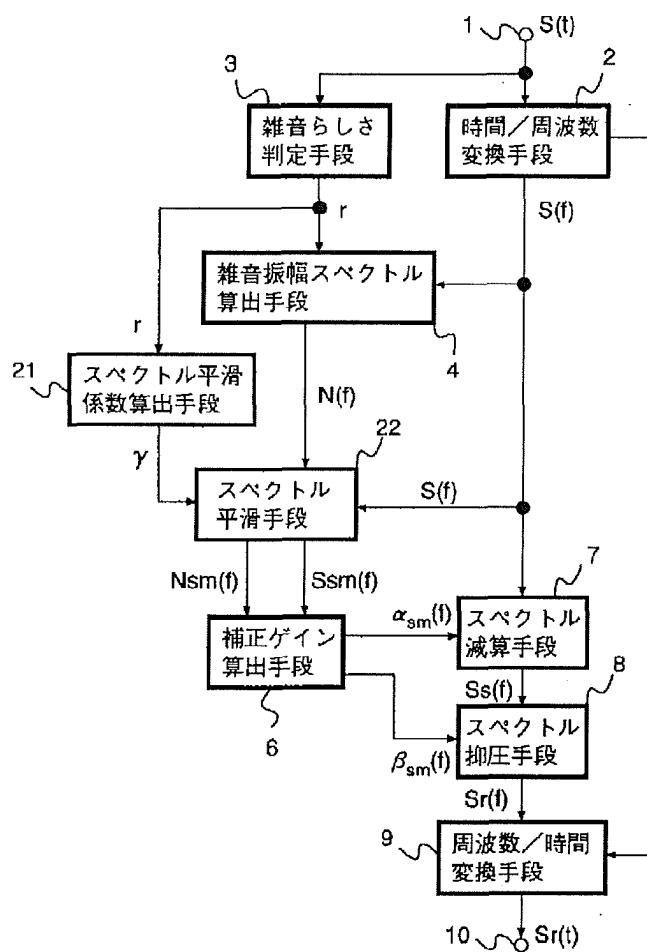 1
S(t)
3
2
雑音らしさ
判定手段
時間／周波数
変換手段
r
S(f)
雑音振幅スペクトル
算出手段
r
4
21
スペクトル平滑
係数算出手段
N(f)
γ
22
スペクトル
平滑手段
S(f)
Nsm(f)
Ssm(f)
7
補正ゲイン
算出手段
αsm(f)
スペクトル
減算手段
6
Ss(f)
8
βsm(f)
スペクトル
抑圧手段
Sr(f)
9
周波数／時間
変換手段
10
Sr(t)